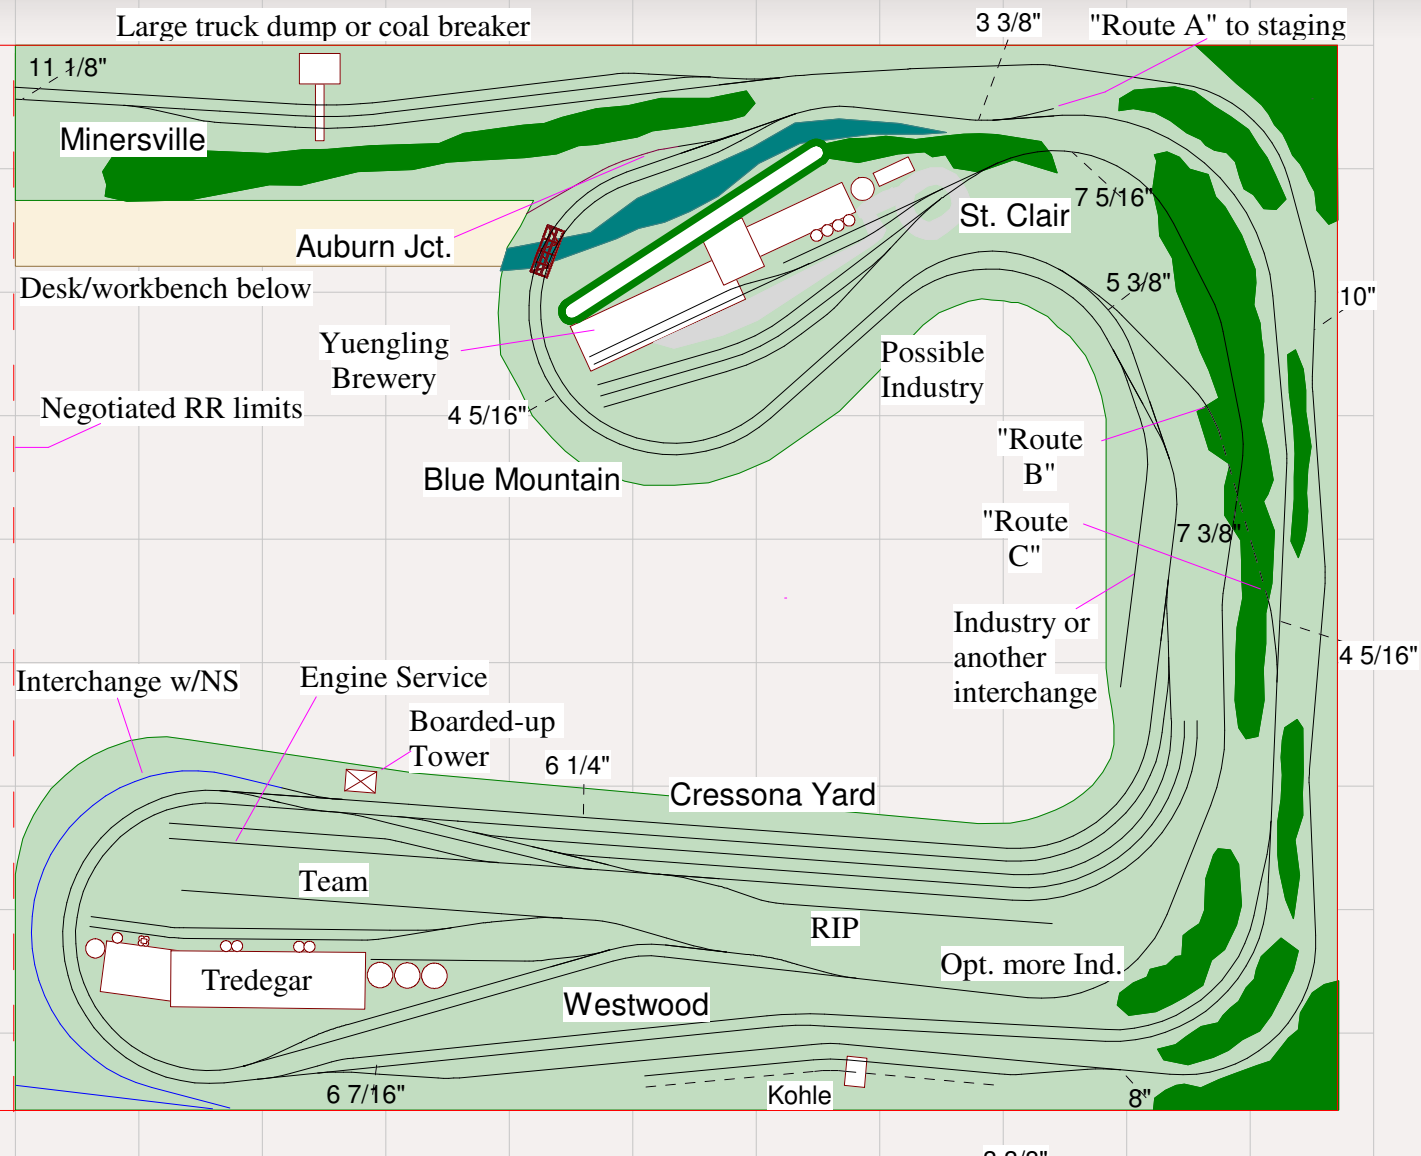 Large truck dump or coal breaker
3 3/8"
"Route A" to staging
11 1/8"
Minersville
7 5/16"
St. Clair
Auburn Jct.
Desk/workbench below
5 3/8"
10"
Yuengling
Brewery
Possible
Industry
Negotiated RR limits
4 5/16"
"Route
B"
Blue Mountain
"Route
C"
7 3/8"
Industry or
another
interchange
4 5/16"
Interchange w/NS
Engine Service
Boarded-up
Tower
6 1/4"
Cressona Yard
Team
RIP
Opt. more Ind.
Tredegar
Westwood
6 7/16"
Kohle
8"